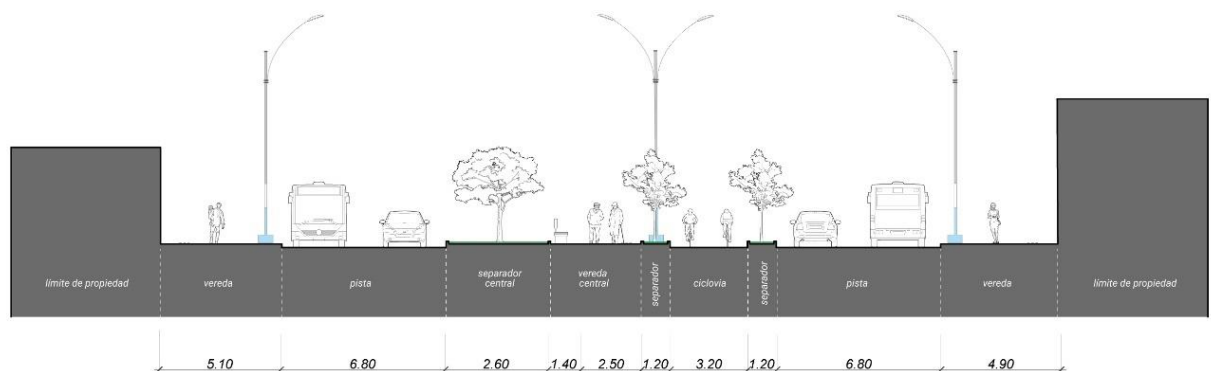 límite de propiedad
vereda
pista
separador
central
vereda
central
separador
ciclovia
separador
pista
vereda
límite de propiedad
5.10 6.80 2.60 1.40 2.50 1.20 3.20 1.20 6.80 4.90